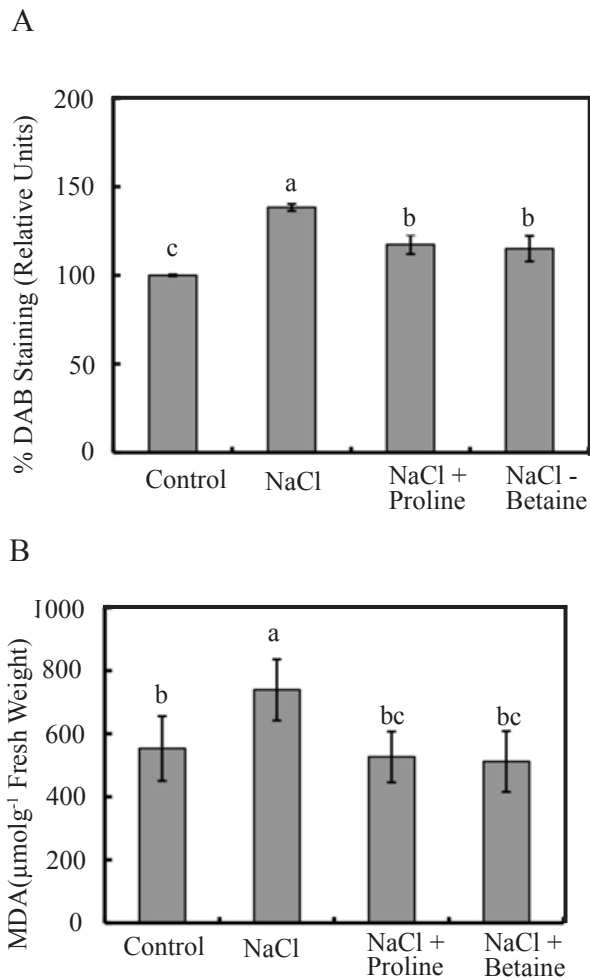 A
% DAB Staining (Relative Units)
200
150
100
50
0
c
a
b
b
Control
NaCl
NaCl +
Proline
NaCl -
Betaine
B
MDA(µmolg⁻¹ Fresh Weight)
1000
800
600
400
200
0
b
a
bc
bc
Control
NaCl
NaCl +
Proline
NaCl +
Betaine